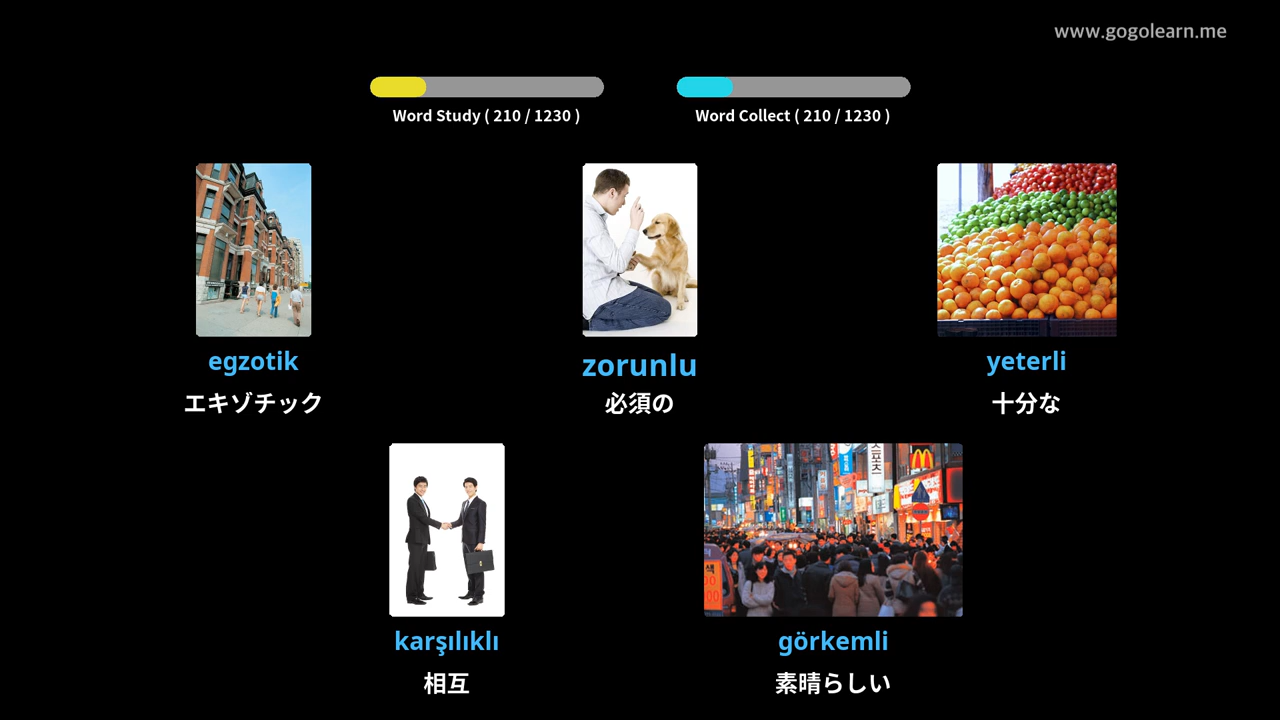 www.gogolearn.me
Word Study ( 210 / 1230 )
Word Collect ( 210 / 1230 )
egzotik
エキゾチック
zorunlu
必須の
yeterli
十分な
karşılıklı
相互
görkemli
素晴らしい